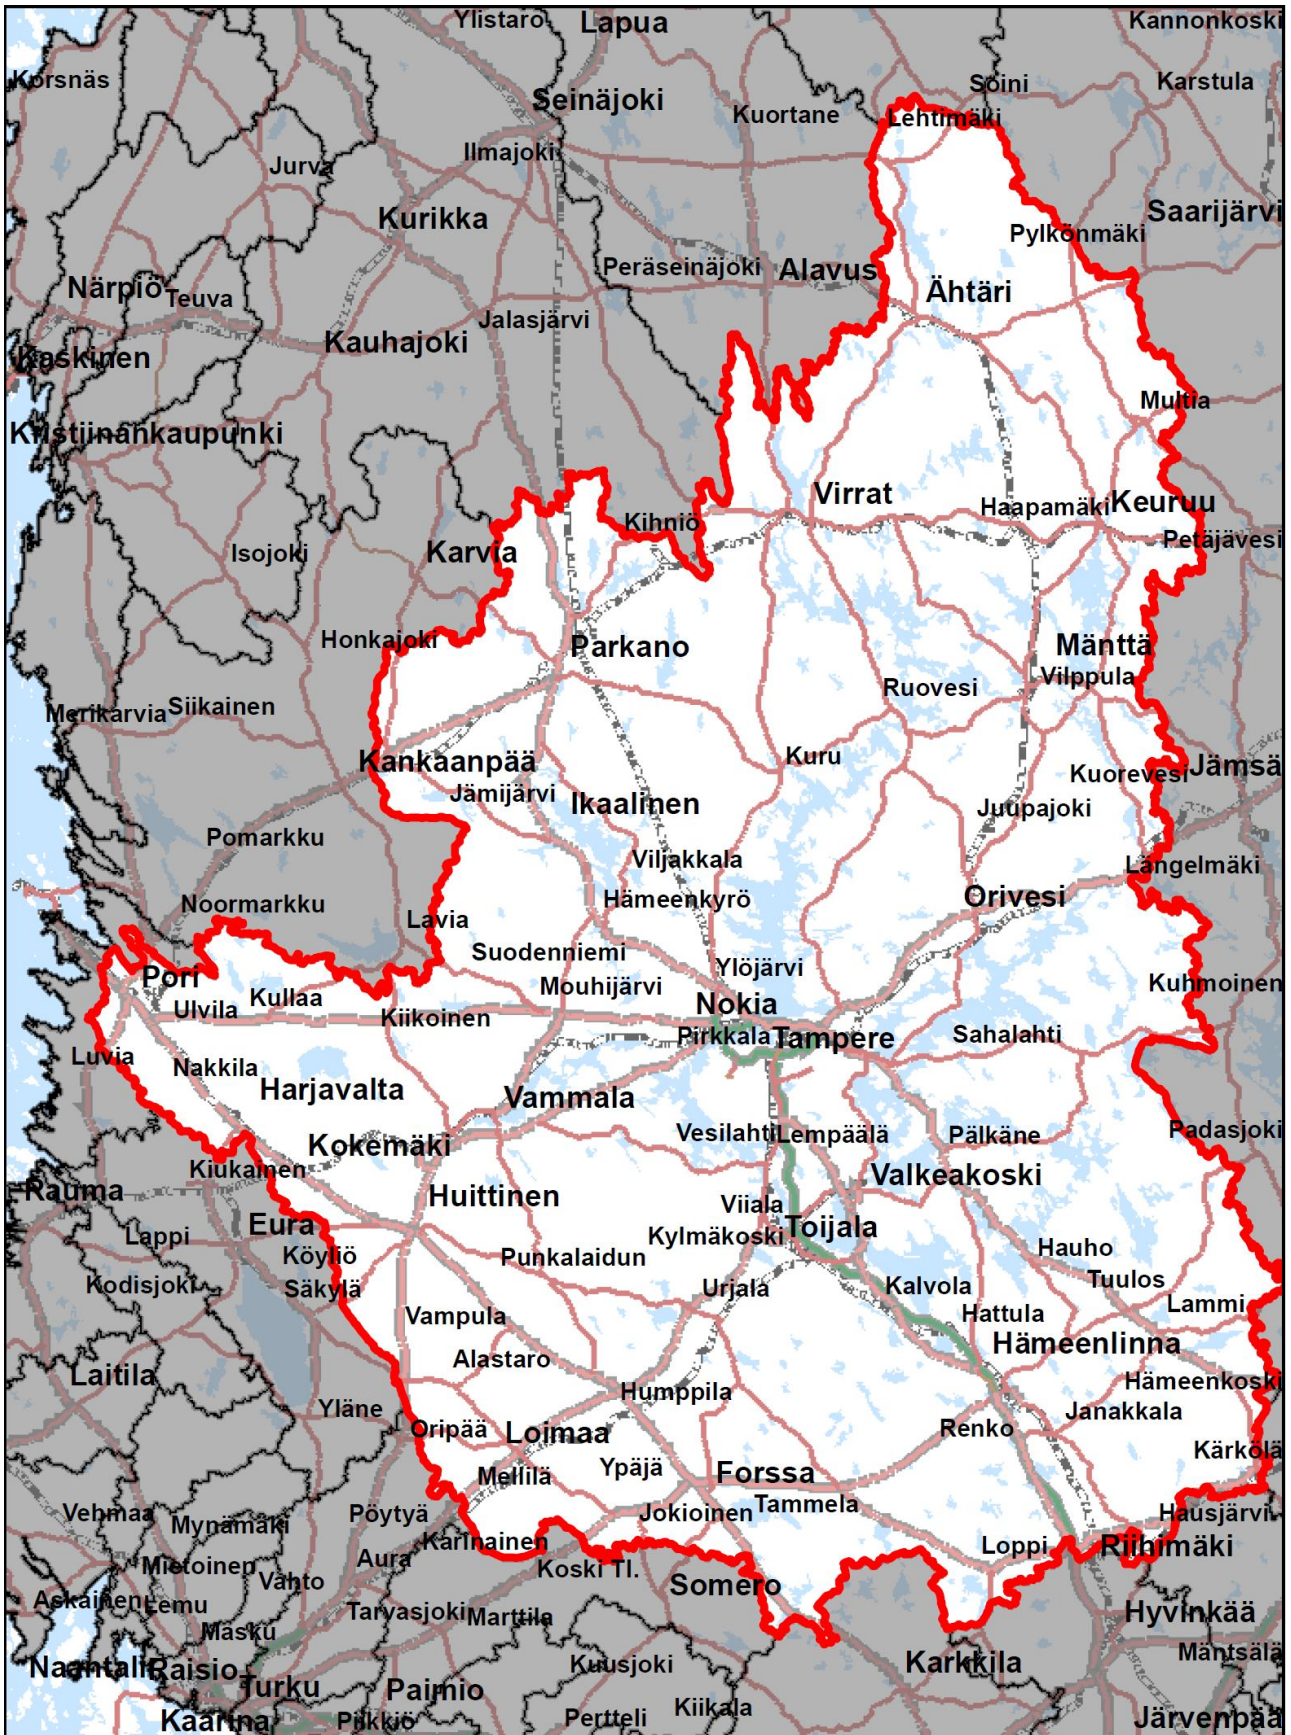 Ylistaro
Lapua
Kannonkoski
Korsnäs
Soini
Karstula
Seinäjoki
Kuortane
Lehtimäki
Ilmajoki
Jurva
Kurikka
Saarijärvi
Pylkönmäki
Peräseinäjoki
Alavus
Närpiö
Teuva
Ähtäri
Jalasjärvi
Kauhajoki
Kaskinen
Multia
Kristiinankaupunki
Virrat
Haapamäki
Keuruu
Kihniö
Isojoki
Karvia
Petäjävesi
Honkajoki
Parkano
Mänttä
Vilppula
Ruovesi
Merikarvia
Siikainen
Kankaanpää
Kuru
Kuorevesi
Jämsä
Jämijärvi
Ikaalinen
Juupajoki
Pomarkku
Viljakkala
Längelmäki
Noormarkku
Hämeenkyrö
Orivesi
Lavia
Suodenniemi
Ylöjärvi
Pori
Mouhijärvi
Kuhmoinen
Kullaa
Ulvila
Nokia
Kiikoinen
Pirkkala
Tampere
Sahalahti
Luvia
Nakkila
Harjavalta
Vammala
Vesilahti
Lempäälä
Pälkäne
Padasjoki
Kokemäki
Kiukainen
Valkeakoski
Rauma
Huittinen
Viiala
Eura
Toijala
Lappi
Kylmäkoski
Köyliö
Punkalaidun
Hauho
Kodisjoki
Säkylä
Urjala
Kalvola
Tuulos
Vampula
Hattula
Lammi
Hämeenlinna
Alastaro
Laitila
Humppila
Hämeenkoski
Yläne
Janakkala
Oripää
Loimaa
Renko
Kärkölä
Mellilä
Ypäjä
Forssa
Vehmaa
Mynämäki
Pöytyä
Jokioinen
Tammela
Hausjärvi
Karinainen
Loppi
Riihimäki
Mietoinen
Aura
Koski Tl.
Vahto
Somero
Askainen
Lemu
Tarvasjoki
Marttila
Hyvinkää
Masku
Mäntsälä
Naantali
Raisio
Kuusjoki
Karkkila
Turku
Paimio
Kiikala
Kaarina
Piikkiö
Pertteli
Järvenpää